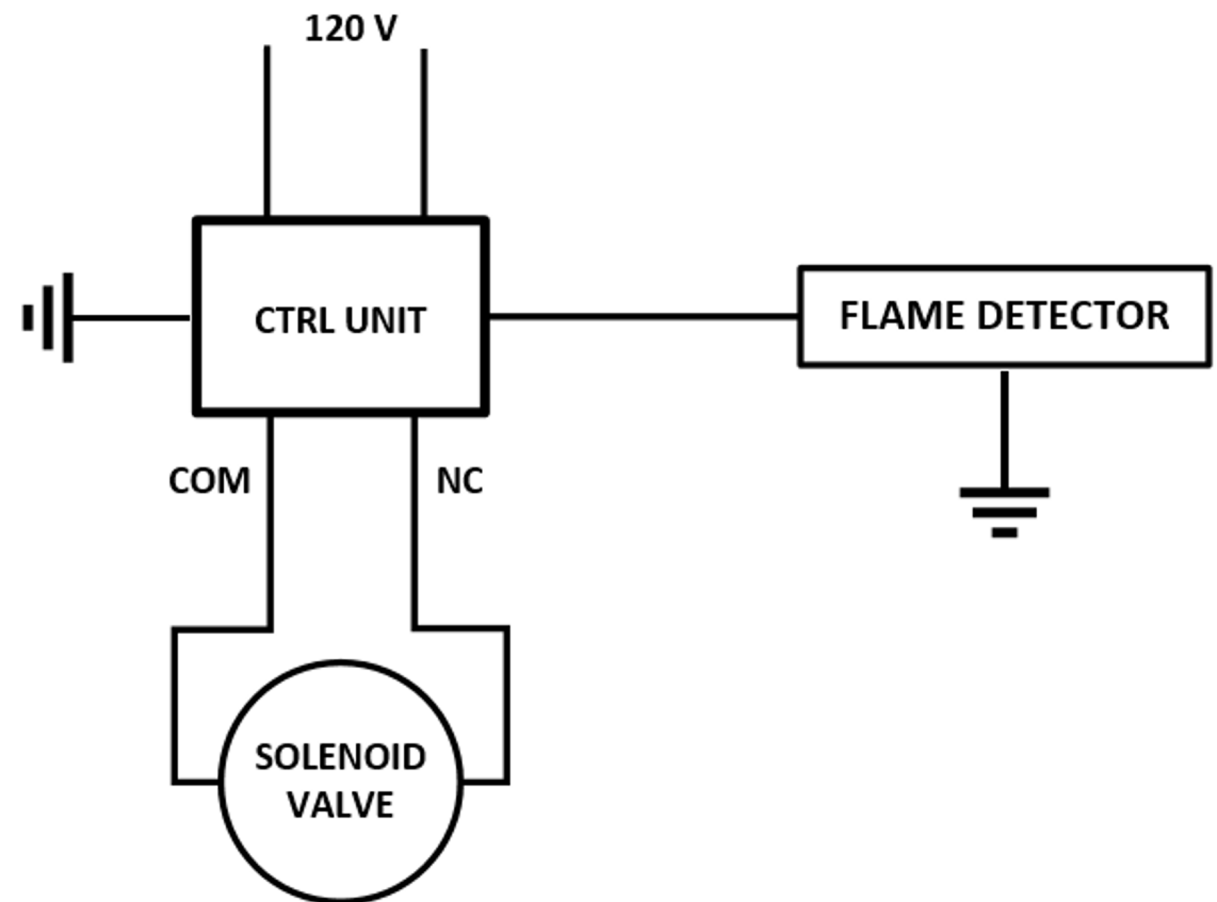 120 V
CTRL UNIT
FLAME DETECTOR
COM
NC
SOLENOID
VALVE